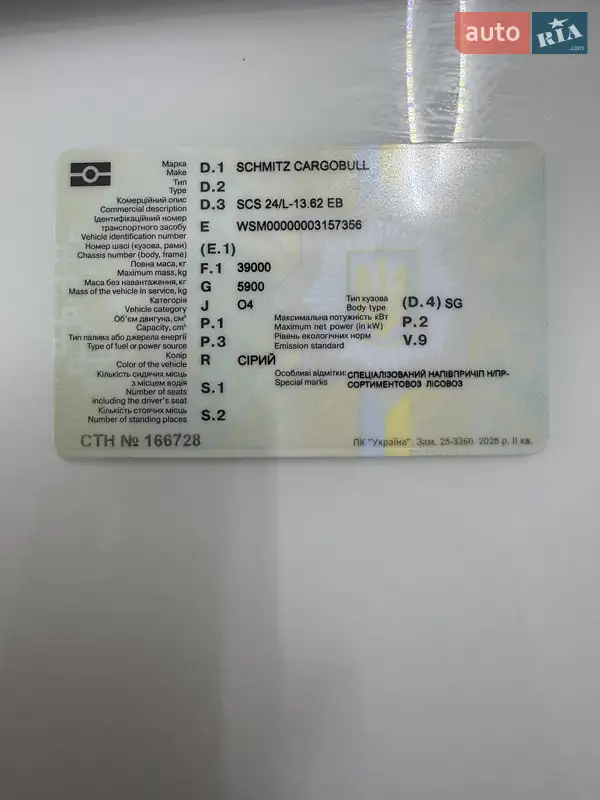 auto RIA .com
Марка
Make
D.1 SCHMITZ CARGOBULL
Тип
Type
D.2
Комерційний опис
Commercial description
D.3 SCS 24/L-13.62 EB
Ідентифікаційний номер
транспортного засобу
Vehicle identification number
E WSM00000003157356
Номер шасі (кузова, рами)
Chassis number (body, frame)
(E.1)
Повна маса, кг
Maximum mass, kg
F.1 39000
Маса без навантаження, кг
Mass of the vehicle in service, kg
G 5900
Категорія
Vehicle category
J O4
Тип кузова
Body type
(D.4) SG
Об'єм двигуна, см³
Capacity, cm³
P.1
Максимальна потужність кВт
Maximum net power (in kW)
P.2
Тип палива або джерела енергії
Type of fuel or power source
P.3
Рівень екологічних норм
Emission standard
V.9
Колір
Color of the vehicle
R СІРИЙ
Кількість сидячих місць
з місцем водія
Number of seats
including the driver's seat
S.1
Особливі відмітки:
Special marks
СПЕЦІАЛІЗОВАНИЙ НАПІВПРИЧІП Н/ПР-
СОРТИМЕНТОВОЗ ЛІСОВОЗ
Кількість стоячих місць
Number of standing places
S.2
СТН № 166728
ПК "Україна". Зам. 25-3360. 2025 р. II кв.